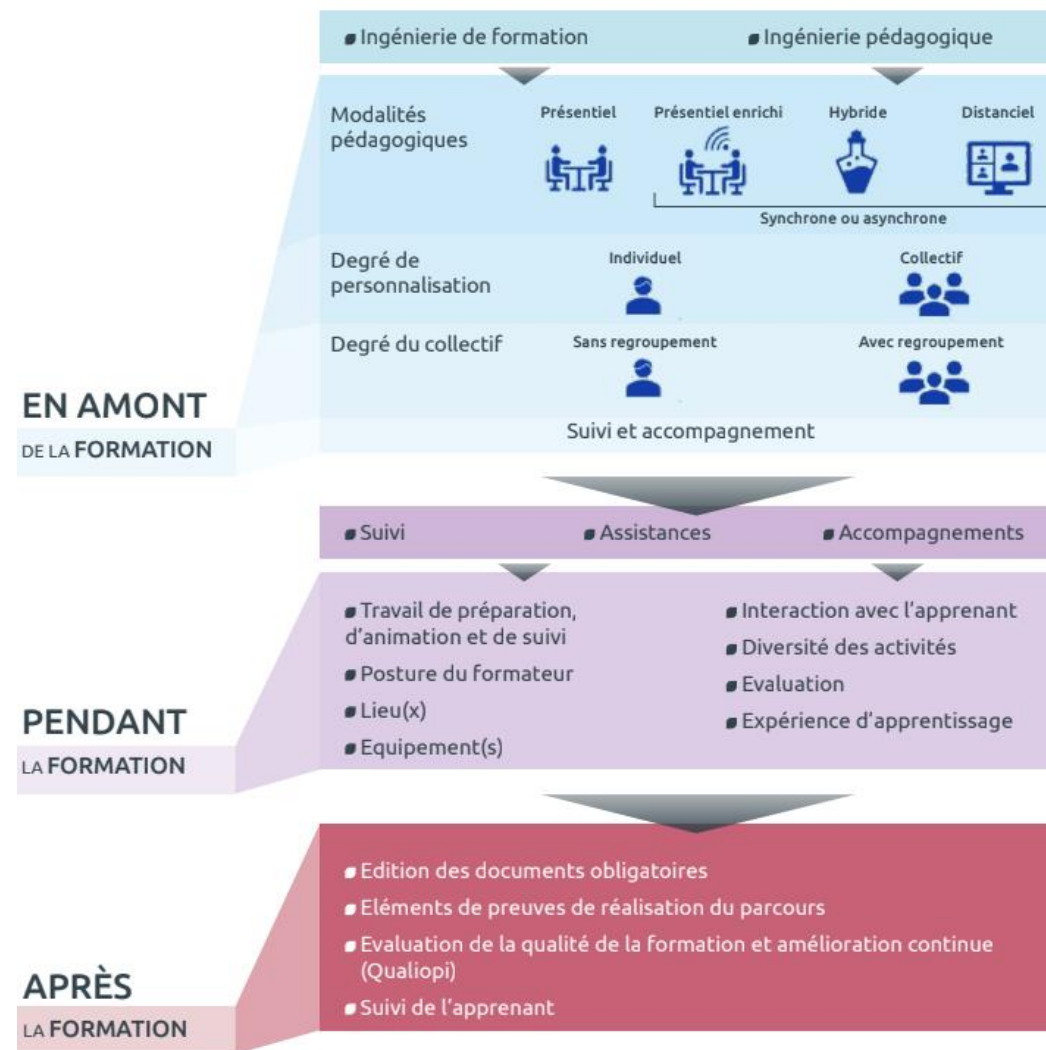 Ingénierie de formation
Ingénierie pédagogique
Modalités
pédagogiques
Présentiel
Présentiel enrichi
Hybride
Distanciel
Synchrone ou asynchrone
Degré de
personnalisation
Individuel
Collectif
Degré du collectif
Sans regroupement
Avec regroupement
Suivi et accompagnement
EN AMONT
DE LA FORMATION
Suivi
Assistances
Accompagnements
Travail de préparation,
d'animation et de suivi
Posture du formateur
Lieu(x)
Equipement(s)
Interaction avec l'apprenant
Diversité des activités
Evaluation
Expérience d'apprentissage
PENDANT
LA FORMATION
Edition des documents obligatoires
Eléments de preuves de réalisation du parcours
Evaluation de la qualité de la formation et amélioration continue
(Qualiopi)
Suivi de l'apprenant
APRÈS
LA FORMATION